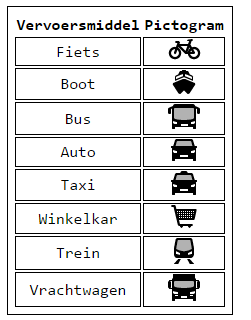 Vervoersmiddel Pictogram
Fiets
Boot
Bus
Auto
Taxi
Winkelkar
Trein
Vrachtwagen